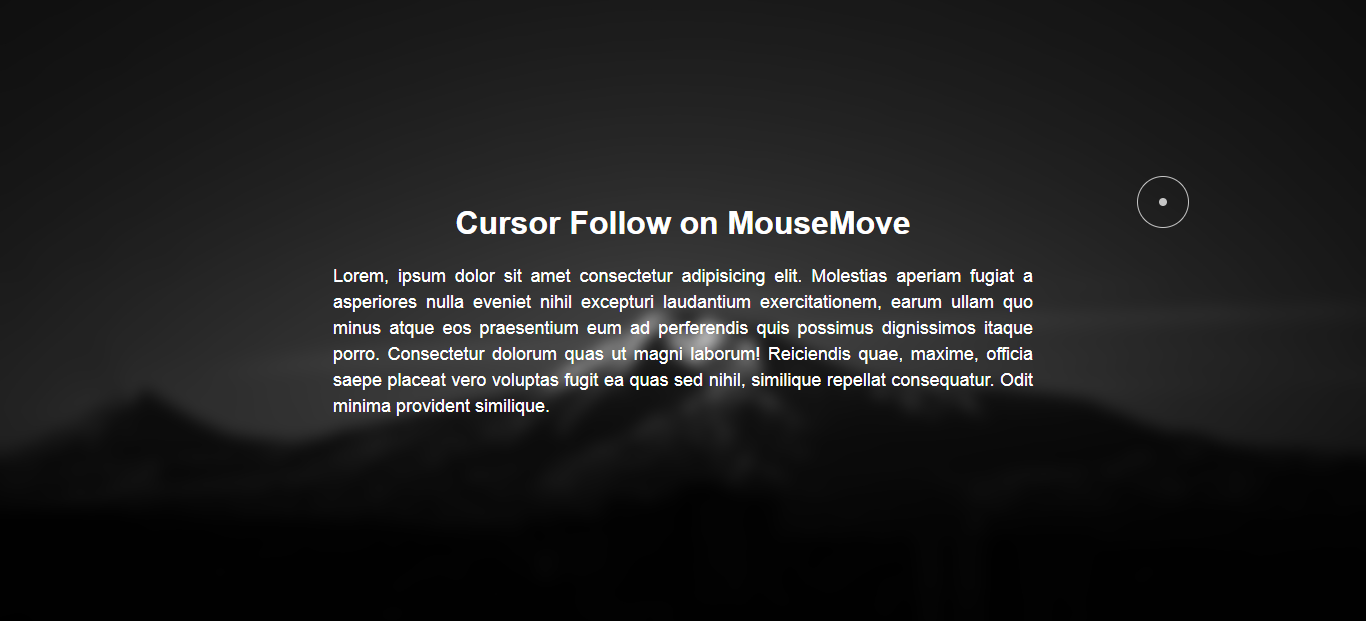 Cursor Follow on MouseMove
Lorem, ipsum dolor sit amet consectetur adipisicing elit. Molestias aperiam fugiat a
asperiores nulla eveniet nihil excepturi laudantium exercitationem, earum ullam quo
minus atque eos praesentium eum ad perferendis quis possimus dignissimos itaque
porro. Consectetur dolorum quas ut magni laborum! Reiciendis quae, maxime, officia
saepe placeat vero voluptas fugit ea quas sed nihil, similique repellat consequatur. Odit
minima provident similique.